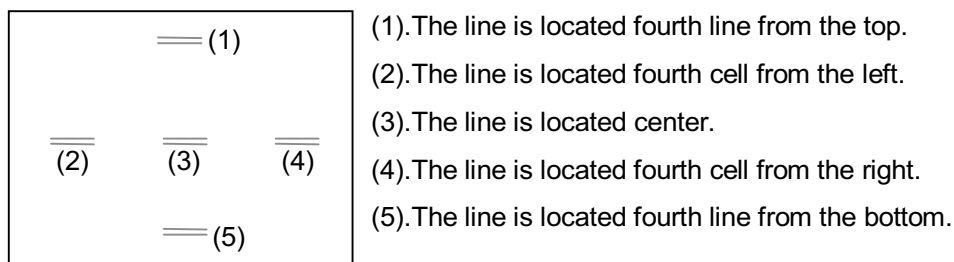 (1)
(2)
(3)
(4)
(5)
(1).The line is located fourth line from the top.
(2).The line is located fourth cell from the left.
(3).The line is located center.
(4).The line is located fourth cell from the right.
(5).The line is located fourth line from the bottom.